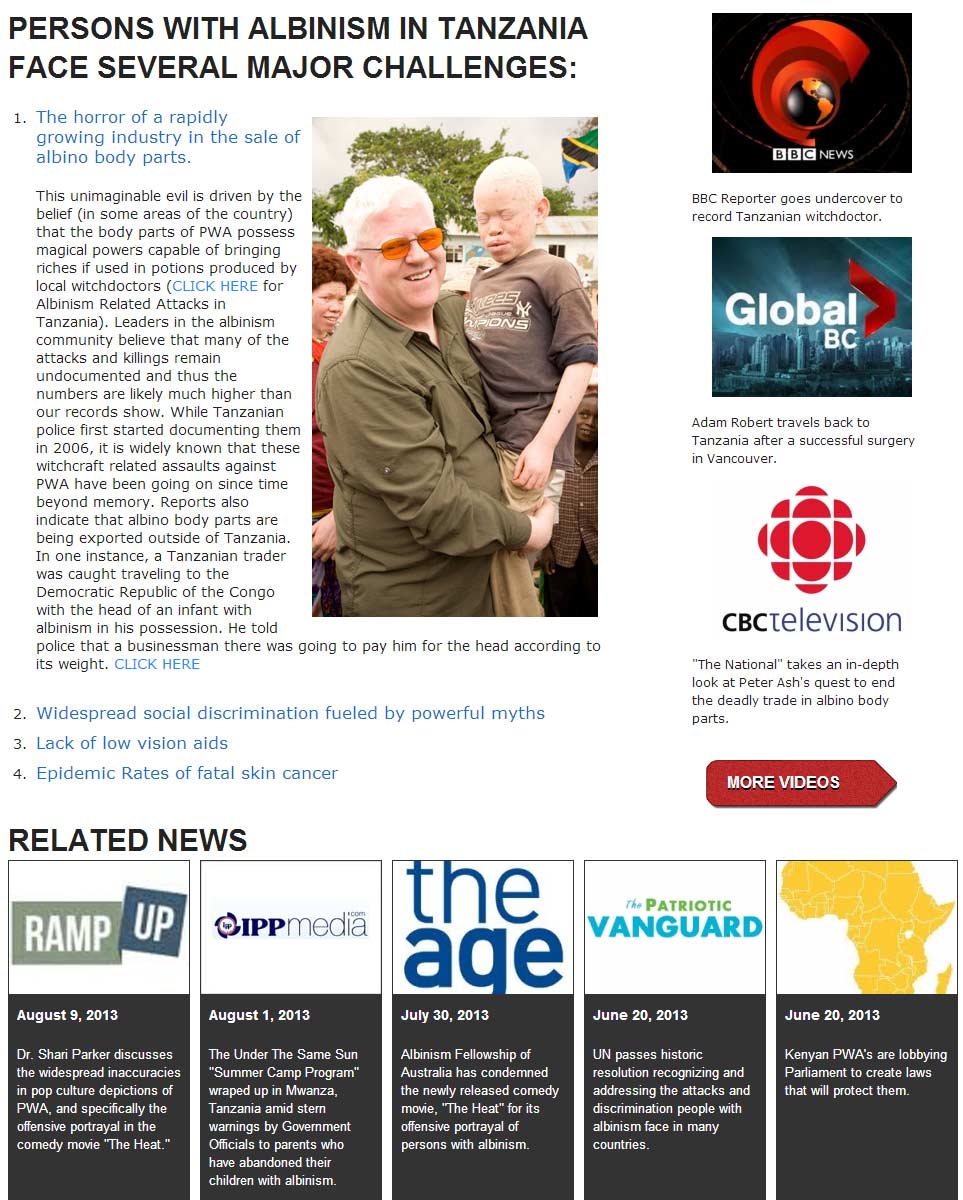 PERSONS WITH ALBINISM IN TANZANIA
FACE SEVERAL MAJOR CHALLENGES:
1. The horror of a rapidly
growing industry in the sale of
albino body parts.
This unimaginable evil is driven by the
belief (in some areas of the country)
that the body parts of PWA possess
magical powers capable of bringing
riches if used in potions produced by
local witchdoctors (CLICK HERE for
Albinism Related Attacks in
Tanzania). Leaders in the albinism
community believe that many of the
attacks and killings remain
undocumented and thus the
numbers are likely much higher than
our records show. While Tanzanian
police first started documenting them
in 2006, it is widely known that these
witchcraft related assaults against
PWA have been going on since time
beyond memory. Reports also
indicate that albino body parts are
being exported outside of Tanzania.
In one instance, a Tanzanian trader
was caught traveling to the
Democratic Republic of the Congo
with the head of an infant with
albinism in his possession. He told
police that a businessman there was going to pay him for the head according to
its weight. CLICK HERE
2. Widespread social discrimination fueled by powerful myths
3. Lack of low vision aids
4. Epidemic Rates of fatal skin cancer
BBC NEWS
BBC Reporter goes undercover to
record Tanzanian witchdoctor.
Global
BC
Adam Robert travels back to
Tanzania after a successful surgery
in Vancouver.
CBCtelevision
"The National" takes an in-depth
look at Peter Ash's quest to end
the deadly trade in albino body
parts.
MORE VIDEOS
RELATED NEWS
RAMP UP
August 9, 2013
Dr. Shari Parker discusses
the widespread inaccuracies
in pop culture depictions of
PWA, and specifically the
offensive portrayal in the
comedy movie "The Heat."
IPP IPPmedia .com
August 1, 2013
The Under The Same Sun
"Summer Camp Program"
wraped up in Mwanza,
Tanzania amid stern
warnings by Government
Officials to parents who
have abandoned their
children with albinism.
the
age
July 30, 2013
Albinism Fellowship of
Australia has condemned
the newly released comedy
movie, "The Heat" for its
offensive portrayal of
persons with albinism.
The PATRIOTIC
VANGUARD
June 20, 2013
UN passes historic
resolution recognizing and
addressing the attacks and
discrimination people with
albinism face in many
countries.
June 20, 2013
Kenyan PWA's are lobbying
Parliament to create laws
that will protect them.